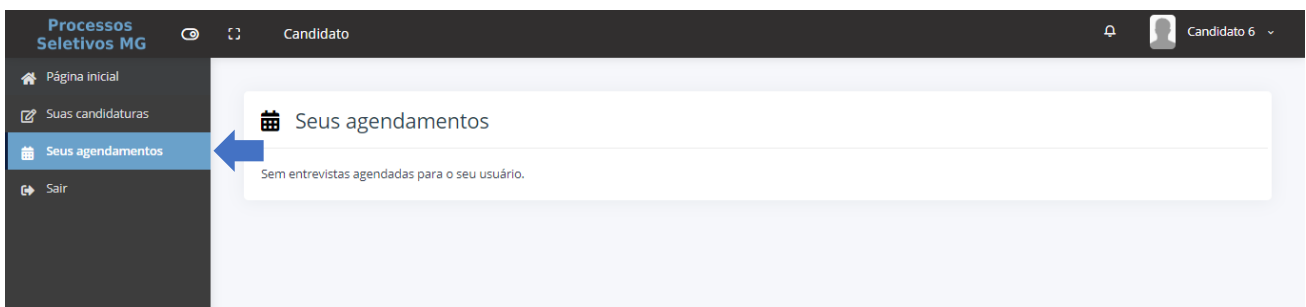 Processos
Seletivos MG
Candidato
Candidato 6
Página inicial
Suas candidaturas
Seus agendamentos
Sair
Seus agendamentos
Sem entrevistas agendadas para o seu usuário.